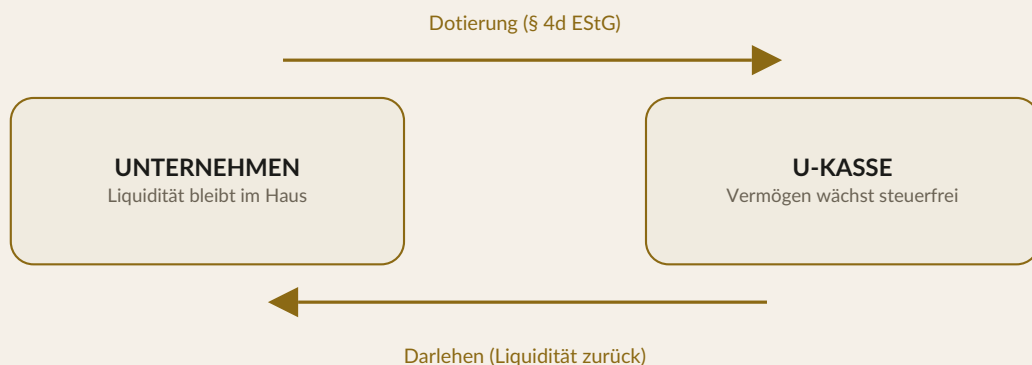 Dotierung (§ 4d EStG)
UNTERNEHMEN
Liquidität bleibt im Haus
U-KASSE
Vermögen wächst steuerfrei
Darlehen (Liquidität zurück)